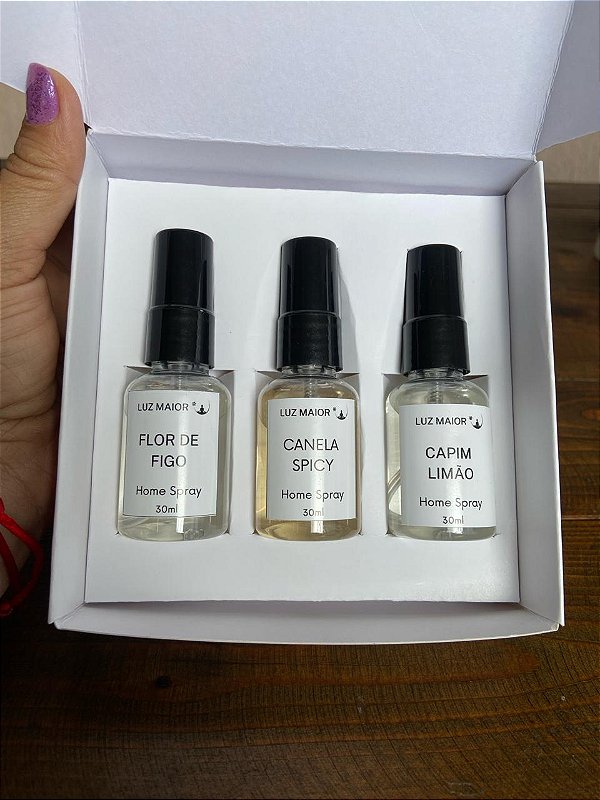 LUZ MAIOR®
FLOR DE
FIGO
Home Spray
30ml
LUZ MAIOR®
CANELA
SPICY
Home Spray
30ml
LUZ MAIOR®
CAPIM
LIMÃO
Home Spray
30ml